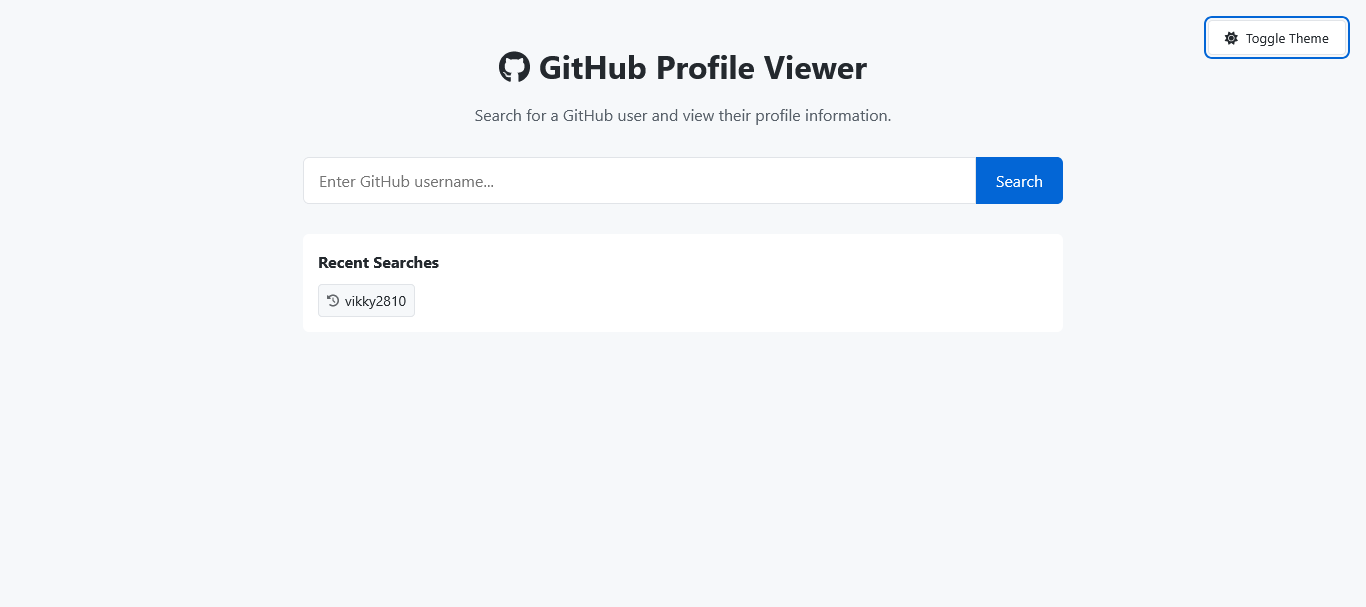 Toggle Theme
GitHub Profile Viewer
Search for a GitHub user and view their profile information.
Enter GitHub username...
Search
Recent Searches
vikky2810